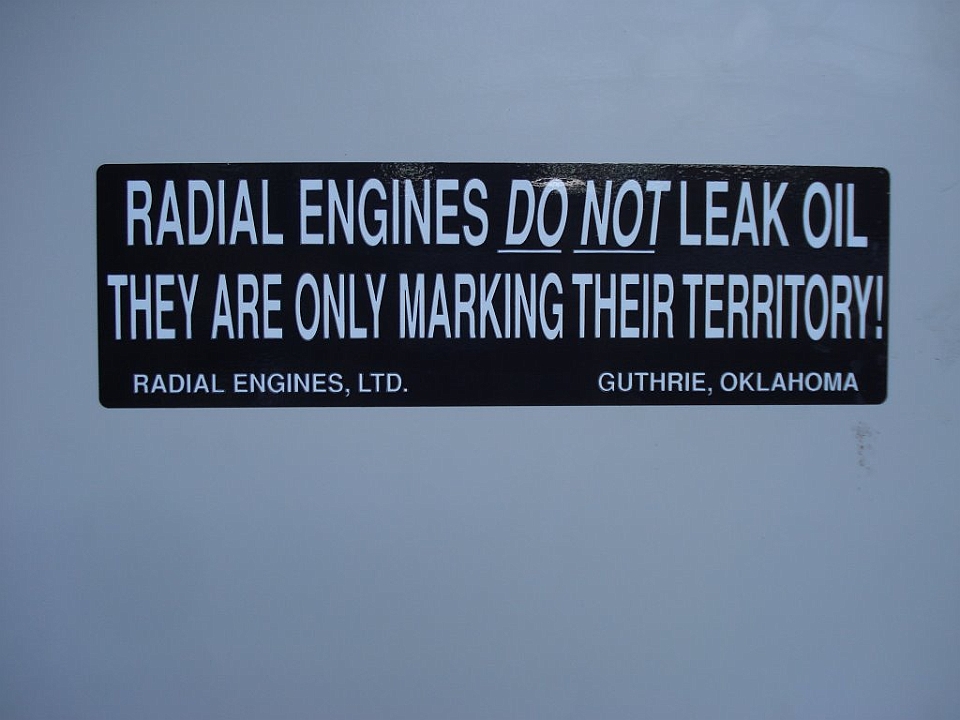 RADIAL ENGINES DO NOT LEAK OIL
THEY ARE ONLY MARKING THEIR TERRITORY!
RADIAL ENGINES, LTD. GUTHRIE, OKLAHOMA